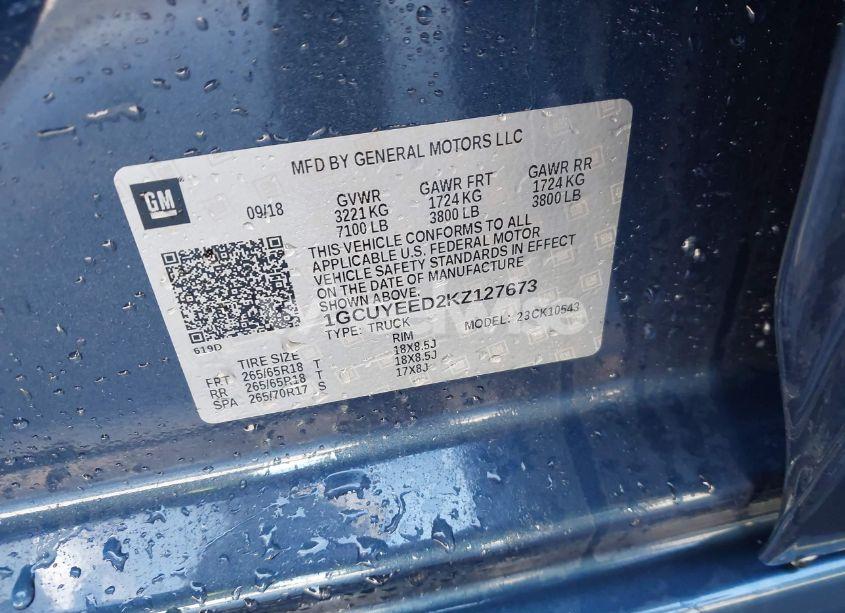 MFD BY GENERAL MOTORS LLC
GM
09/18 GVWR GAWR FRT GAWR RR
3221 KG 1724 KG 1724 KG
7100 LB 3800 LB 3800 LB
THIS VEHICLE CONFORMS TO ALL
APPLICABLE U.S. FEDERAL MOTOR
VEHICLE SAFETY STANDARDS IN EFFECT
ON THE DATE OF MANUFACTURE
SHOWN ABOVE.
1GCUYEED2KZ127673
TYPE: TRUCK MODEL: 23CK10543
619D
TIRE SIZE RIM
FRT 265/65R18 T 18X8.5J
RR 265/65R18 T 18X8.5J
SPA 265/70R17 S 17X8J